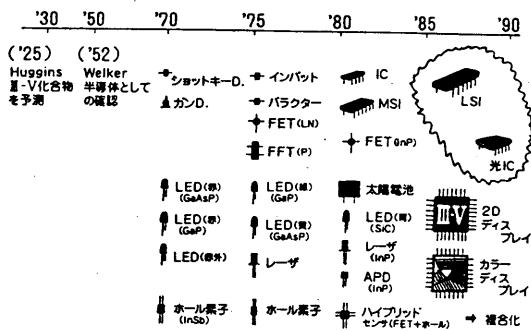 1930 '50 '70 '75 '80 '85 '90
('25) ('52)
Huggins
Ⅲ-V化合物
を予測
Welker
半導体として
の確認
ショットキーD.
ガンD.
LED(赤)
(GaAsP)
LED(赤)
(GaP)
LED(赤外)
ホール素子
(InSb)
インパット
バラクター
FET(LN)
FFT(P)
LED(緑)
(GaP)
LED(黄)
(GaAsP)
レーザ
ホール素子
IC
MSI
FET(InP)
太陽電池
LED(青)
(SiC)
レーザ
(InP)
APD
(InP)
ハイブリッド
センサ(FET+ホール)
LSI
光IC
Ⅲ-V
2D
ディス
プレイ
カラー
ディス
プレイ
➡ 複合化